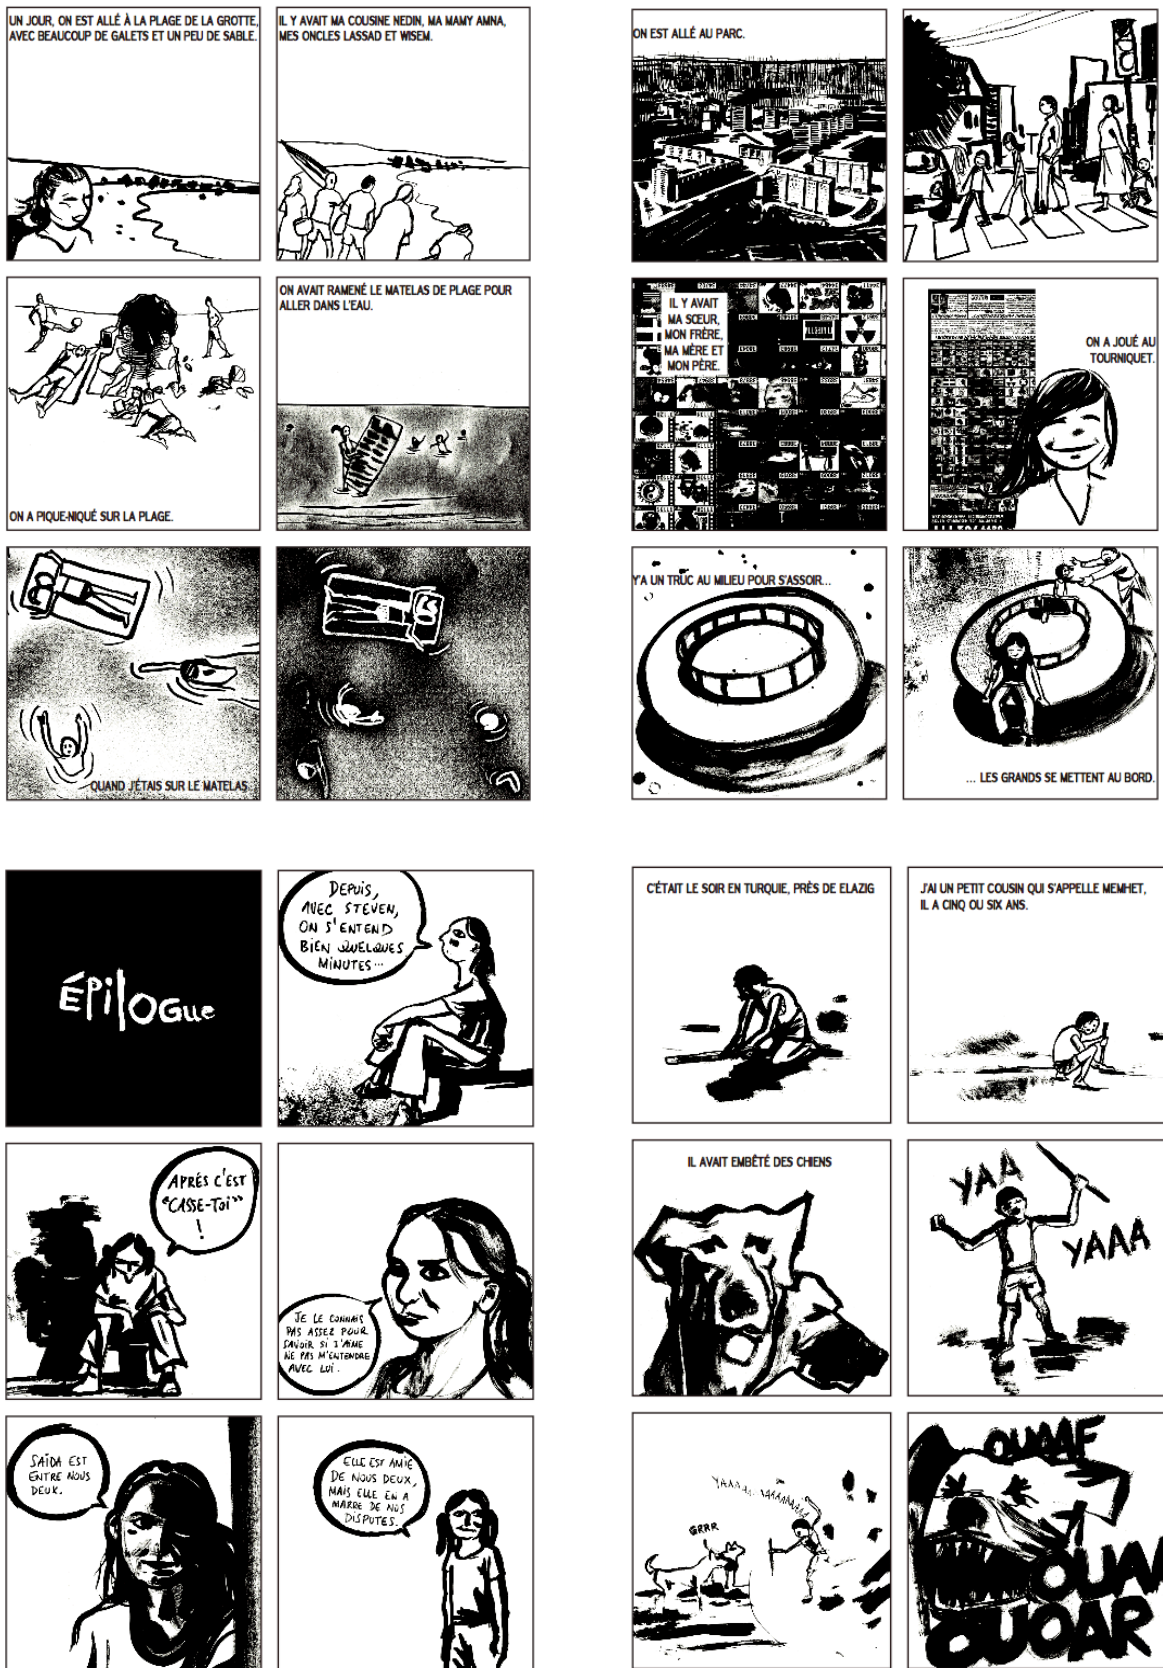 UN JOUR, ON EST ALLÉ À LA PLAGE DE LA GROTTE,
AVEC BEAUCOUP DE GALETS ET UN PEU DE SABLE.
IL Y AVAIT MA COUSINE NEDIN, MA MAMY AMNA,
MES ONCLES LASSAD ET WISEM.
ON A PIQUE-NIQUÉ SUR LA PLAGE.
ON AVAIT RAMENÉ LE MATELAS DE PLAGE POUR
ALLER DANS L'EAU.
QUAND J'ÉTAIS SUR LE MATELAS
ON EST ALLÉ AU PARC.
IL Y AVAIT
MA SŒUR,
MON FRÈRE,
MA MÈRE ET
MON PÈRE.
ON A JOUÉ AU
TOURNIQUET.
Y'A UN TRUC AU MILIEU POUR S'ASSOIR...
... LES GRANDS SE METTENT AU BORD.
ÉPILOGUE
DEPUIS,
AVEC STEVEN,
ON S'ENTEND
BIEN QUELQUES
MINUTES...
APRÉS C'EST
"CASSE-TOI"
!
JE LE CONNAIS
PAS ASSEZ POUR
SAVOIR SI J'AIME
NE PAS M'ENTENDRE
AVEC LUI.
SAÏDA EST
ENTRE NOUS
DEUX.
ELLE EST AMIE
DE NOUS DEUX,
MAIS ELLE EN A
MARRE DE NOS
DISPUTES.
C'ÉTAIT LE SOIR EN TURQUIE, PRÈS DE ELAZIG
J'AI UN PETIT COUSIN QUI S'APPELLE MEMHET,
IL A CINQ OU SIX ANS.
IL AVAIT EMBÊTÉ DES CHIENS
YAA
YAAA
GRRR
OUAAF
OUOAR